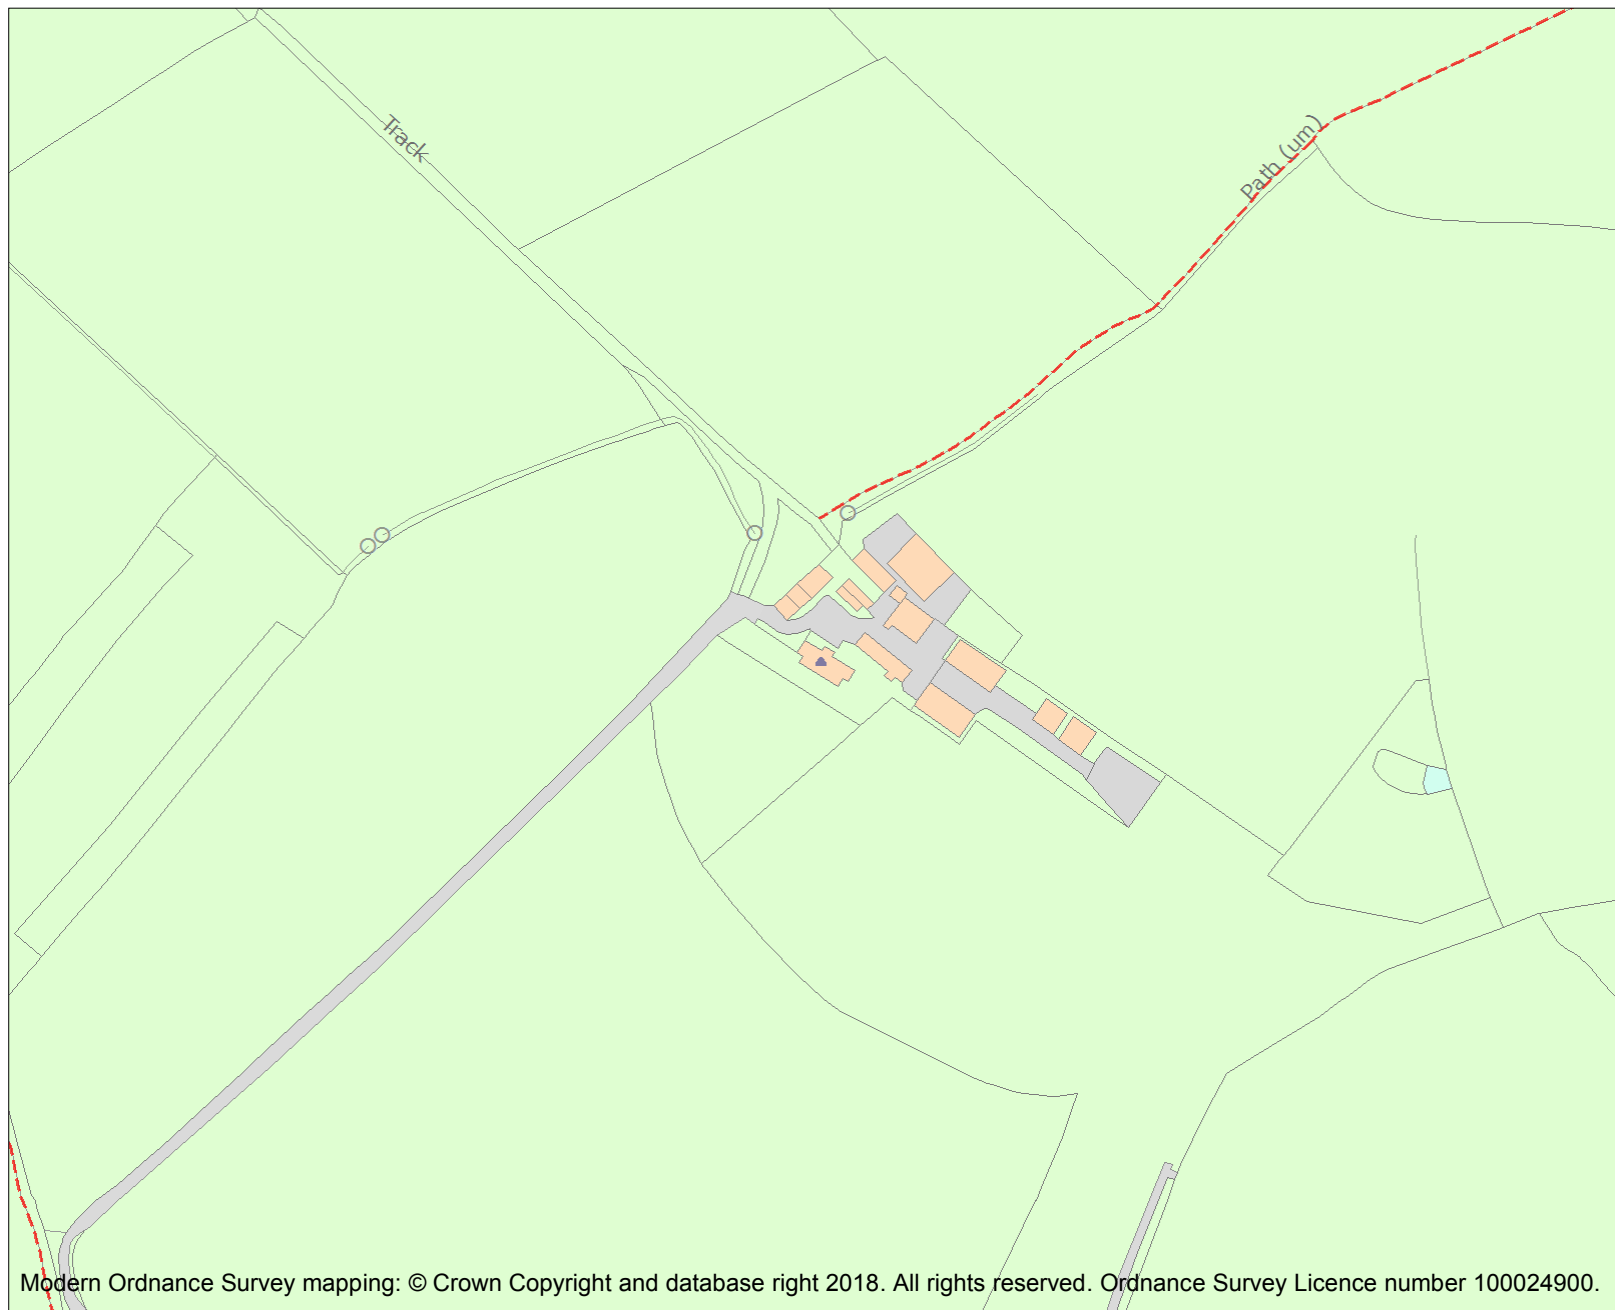 Track
Path (um)
Modern Ordnance Survey mapping: © Crown Copyright and database right 2018. All rights reserved. Ordnance Survey Licence number 100024900.